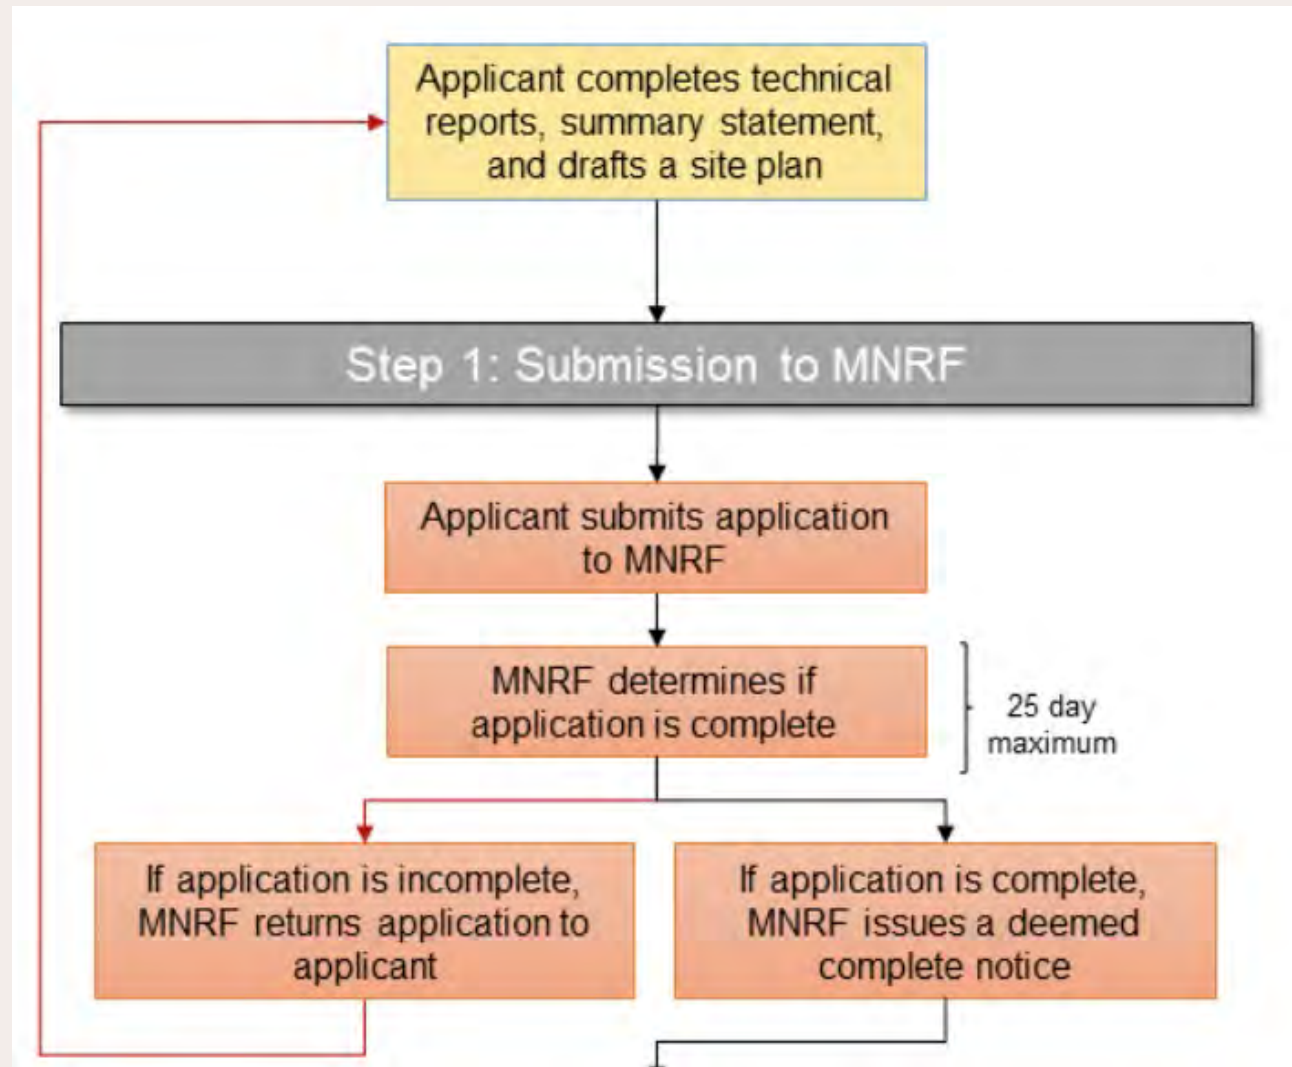 Applicant completes technical
reports, summary statement,
and drafts a site plan
Step 1: Submission to MNRF
Applicant submits application
to MNRF
MNRF determines if
application is complete
25 day
maximum
If application is incomplete,
MNRF returns application to
applicant
If application is complete,
MNRF issues a deemed
complete notice